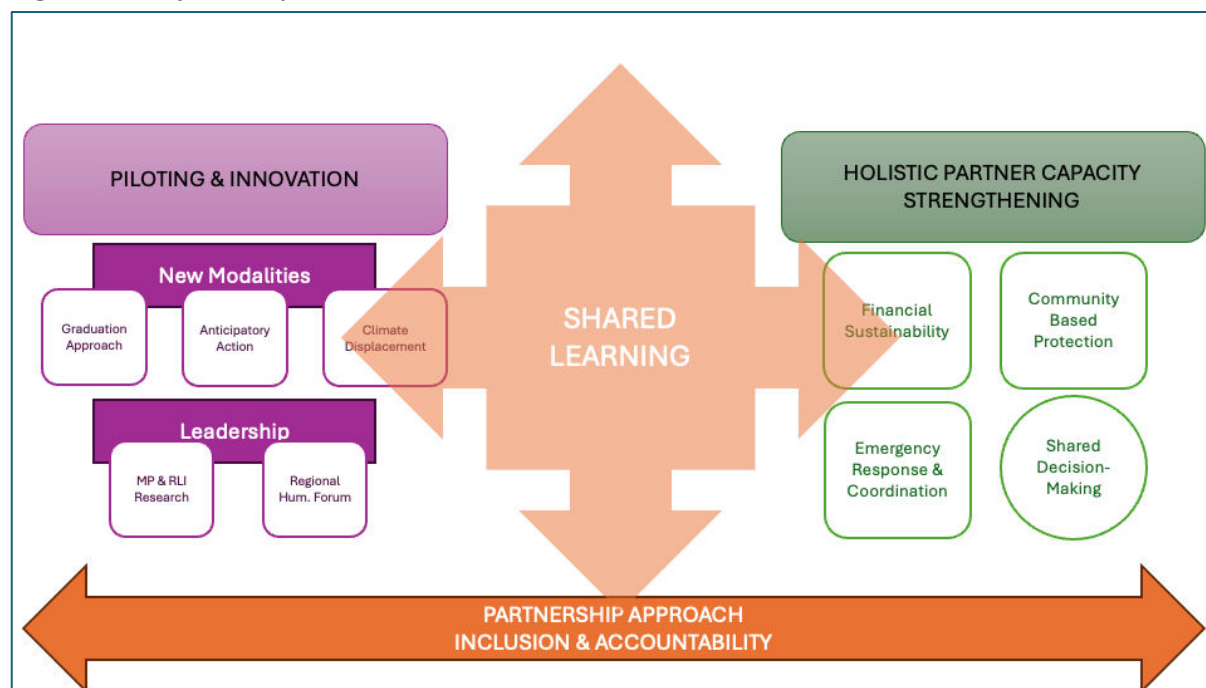 PILOTING & INNOVATION
New Modalities
Graduation
Approach
Anticipatory
Action
Climate
Displacement
Leadership
MP & RLI
Research
Regional
Hum. Forum
SHARED
LEARNING
HOLISTIC PARTNER CAPACITY
STRENGTHENING
Financial
Sustainability
Community
Based
Protection
Emergency
Response &
Coordination
Shared
Decision-
Making
PARTNERSHIP APPROACH
INCLUSION & ACCOUNTABILITY